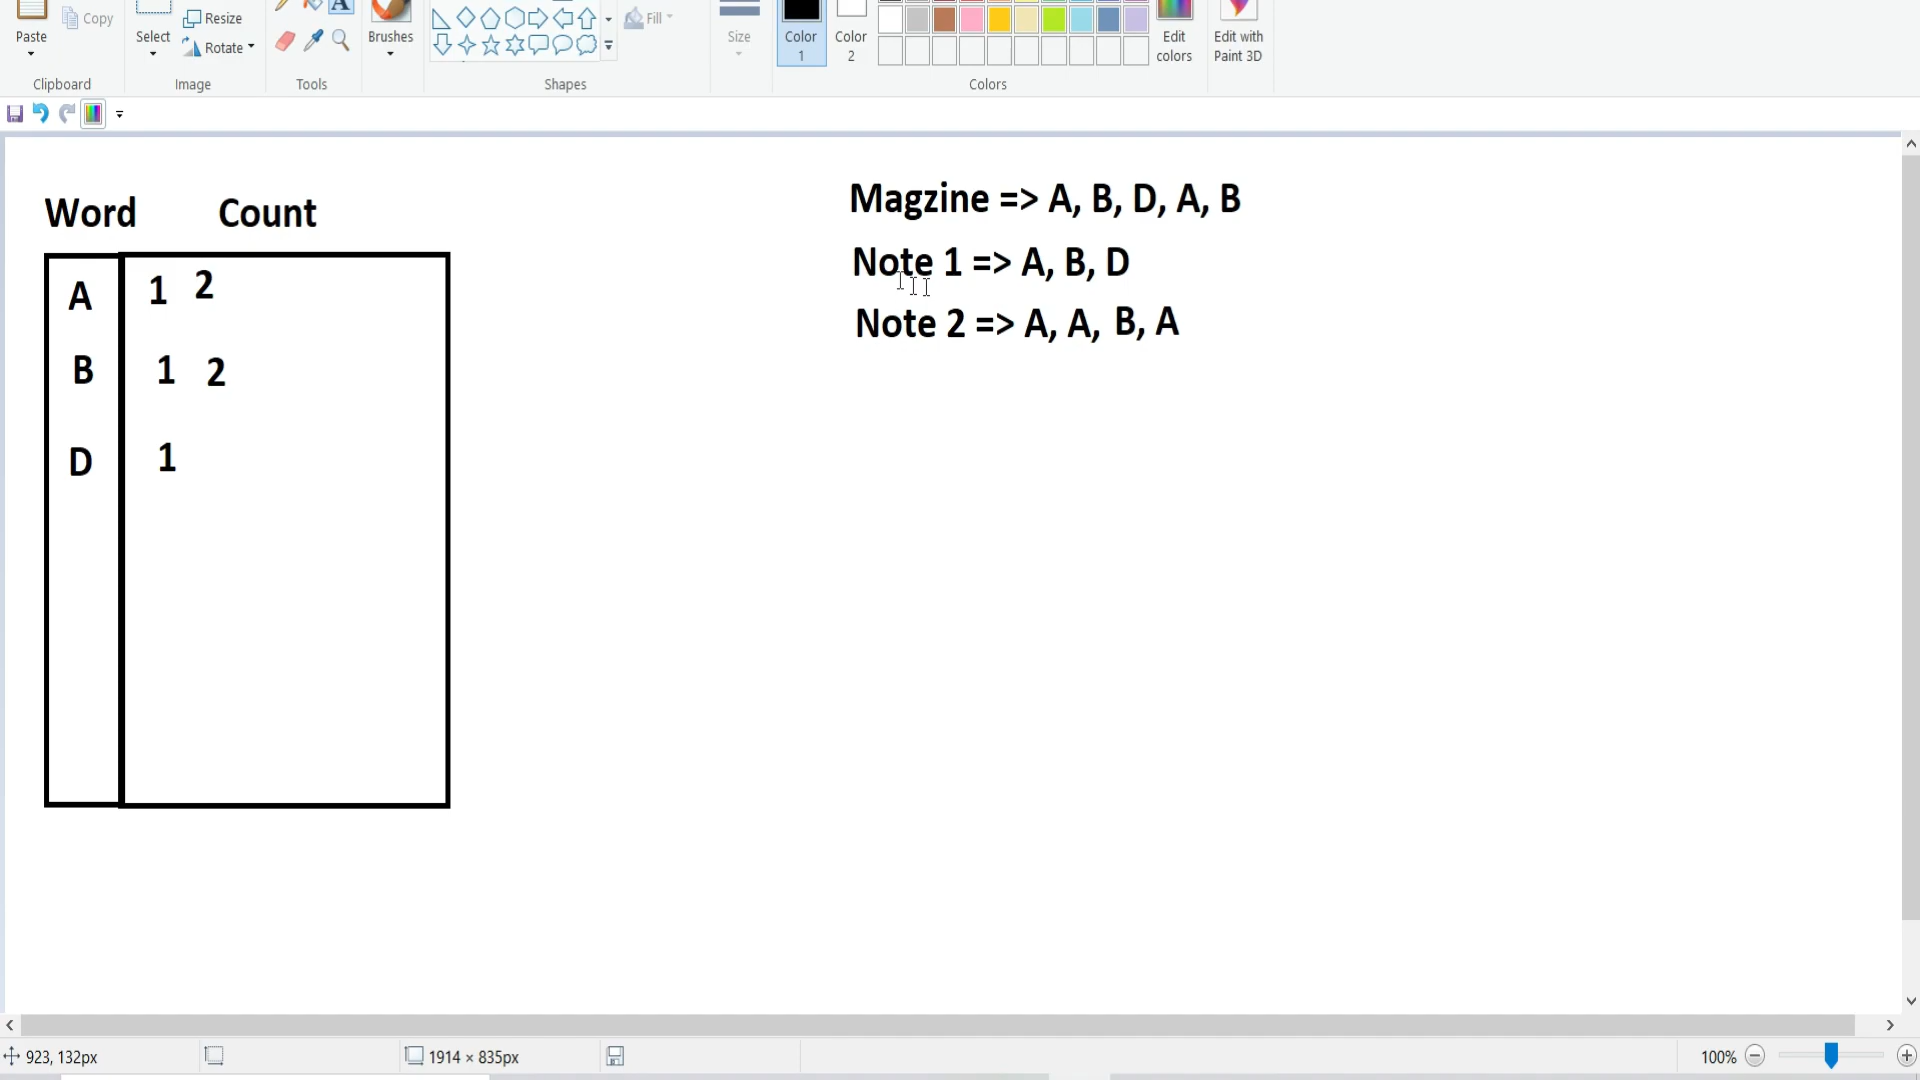 Paste
Copy
Clipboard
Select
Resize
Rotate
Image
A
Tools
Brushes
Shapes
Fill
Size
Color
1
Color
2
Colors
Edit
colors
Edit with
Paint 3D
Word Count
A 1 2
B 1 2
D 1
Magzine => A, B, D, A, B
Note 1 => A, B, D
Note 2 => A, A, B, A
923, 132px
1914 × 835px
100%